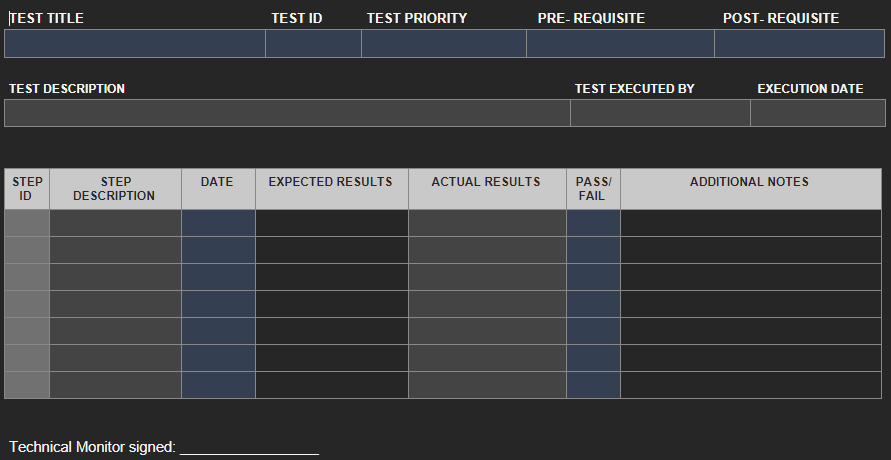 TEST TITLE TEST ID TEST PRIORITY PRE- REQUISITE POST- REQUISITE
TEST DESCRIPTION TEST EXECUTED BY EXECUTION DATE
STEP ID STEP DESCRIPTION DATE EXPECTED RESULTS ACTUAL RESULTS PASS/ FAIL ADDITIONAL NOTES
Technical Monitor signed: __________________